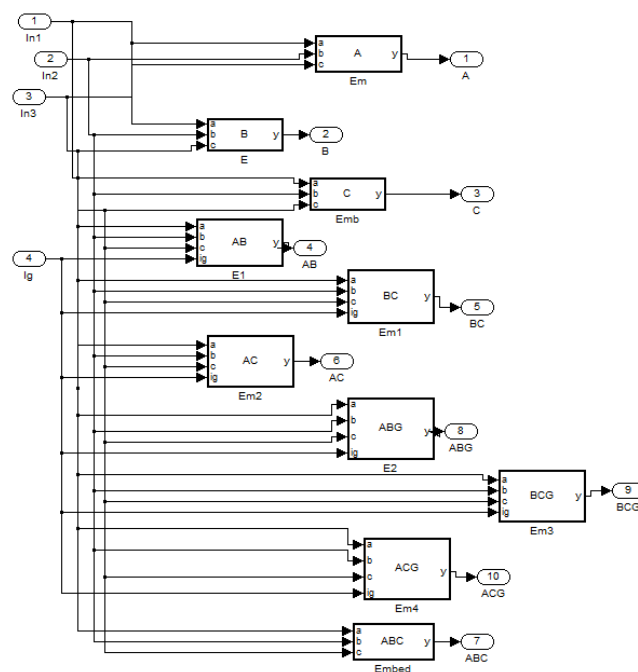 1
In1
2
In2
3
In3
a
b
c
A
y
Em
1
A
a
b
c
B
y
E
2
B
a
b
c
C
y
Emb
3
C
4
Ig
a
b
c
ig
AB
y
E1
4
AB
a
b
c
ig
BC
y
Em1
5
BC
a
b
c
ig
AC
y
Em2
6
AC
a
b
c
ig
ABG
y
E2
8
ABG
a
b
c
ig
BCG
y
Em3
9
BCG
a
b
c
ig
ACG
y
Em4
10
ACG
a
b
c
ABC
y
Embed
7
ABC